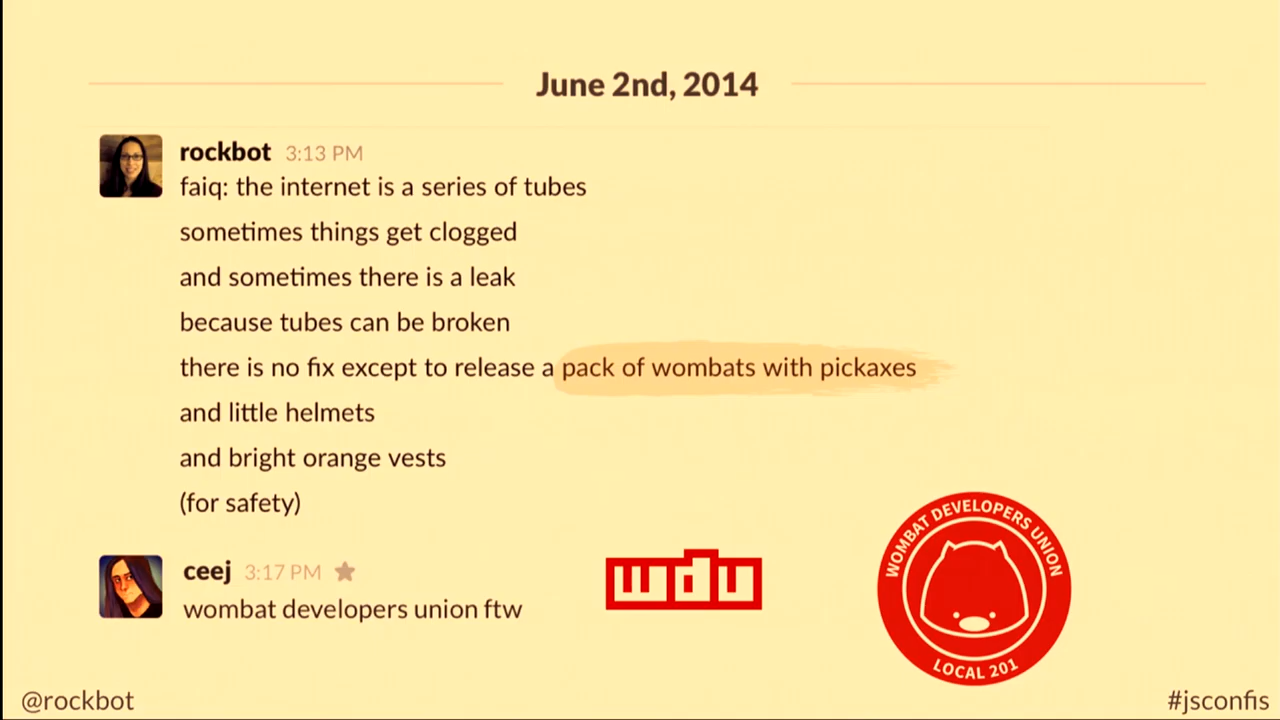 June 2nd, 2014
rockbot 3:13 PM
faiq: the internet is a series of tubes
sometimes things get clogged
and sometimes there is a leak
because tubes can be broken
there is no fix except to release a pack of wombats with pickaxes
and little helmets
and bright orange vests
(for safety)
ceej 3:17 PM
wombat developers union ftw
wdu
WOMBAT DEVELOPERS UNION
LOCAL 201
@rockbot
#jsconfis